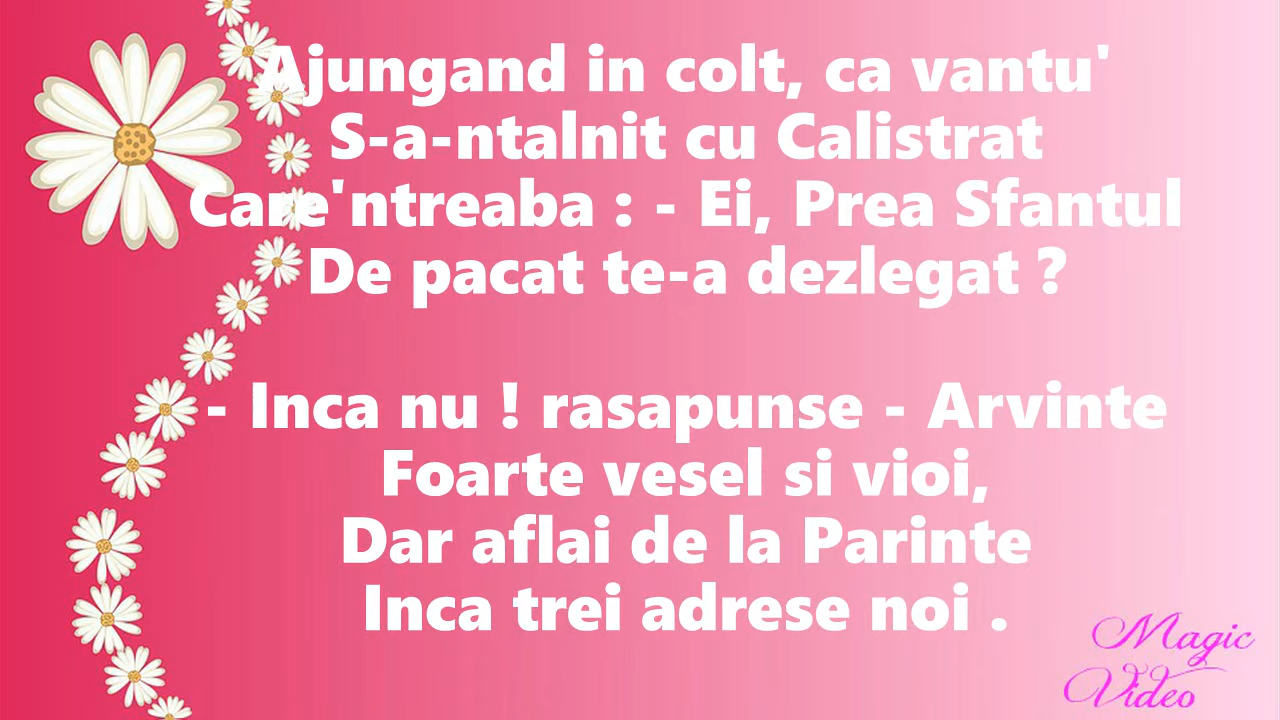 Ajungand in colt, ca vantu'
S-a-ntalnit cu Calistrat
Care'ntreaba : - Ei, Prea Sfantul
De pacat te-a dezlegat ?
- Inca nu ! rasapunse - Arvinte
Foarte vesel si vioi,
Dar aflai de la Parinte
Inca trei adrese noi .
Magic
Video